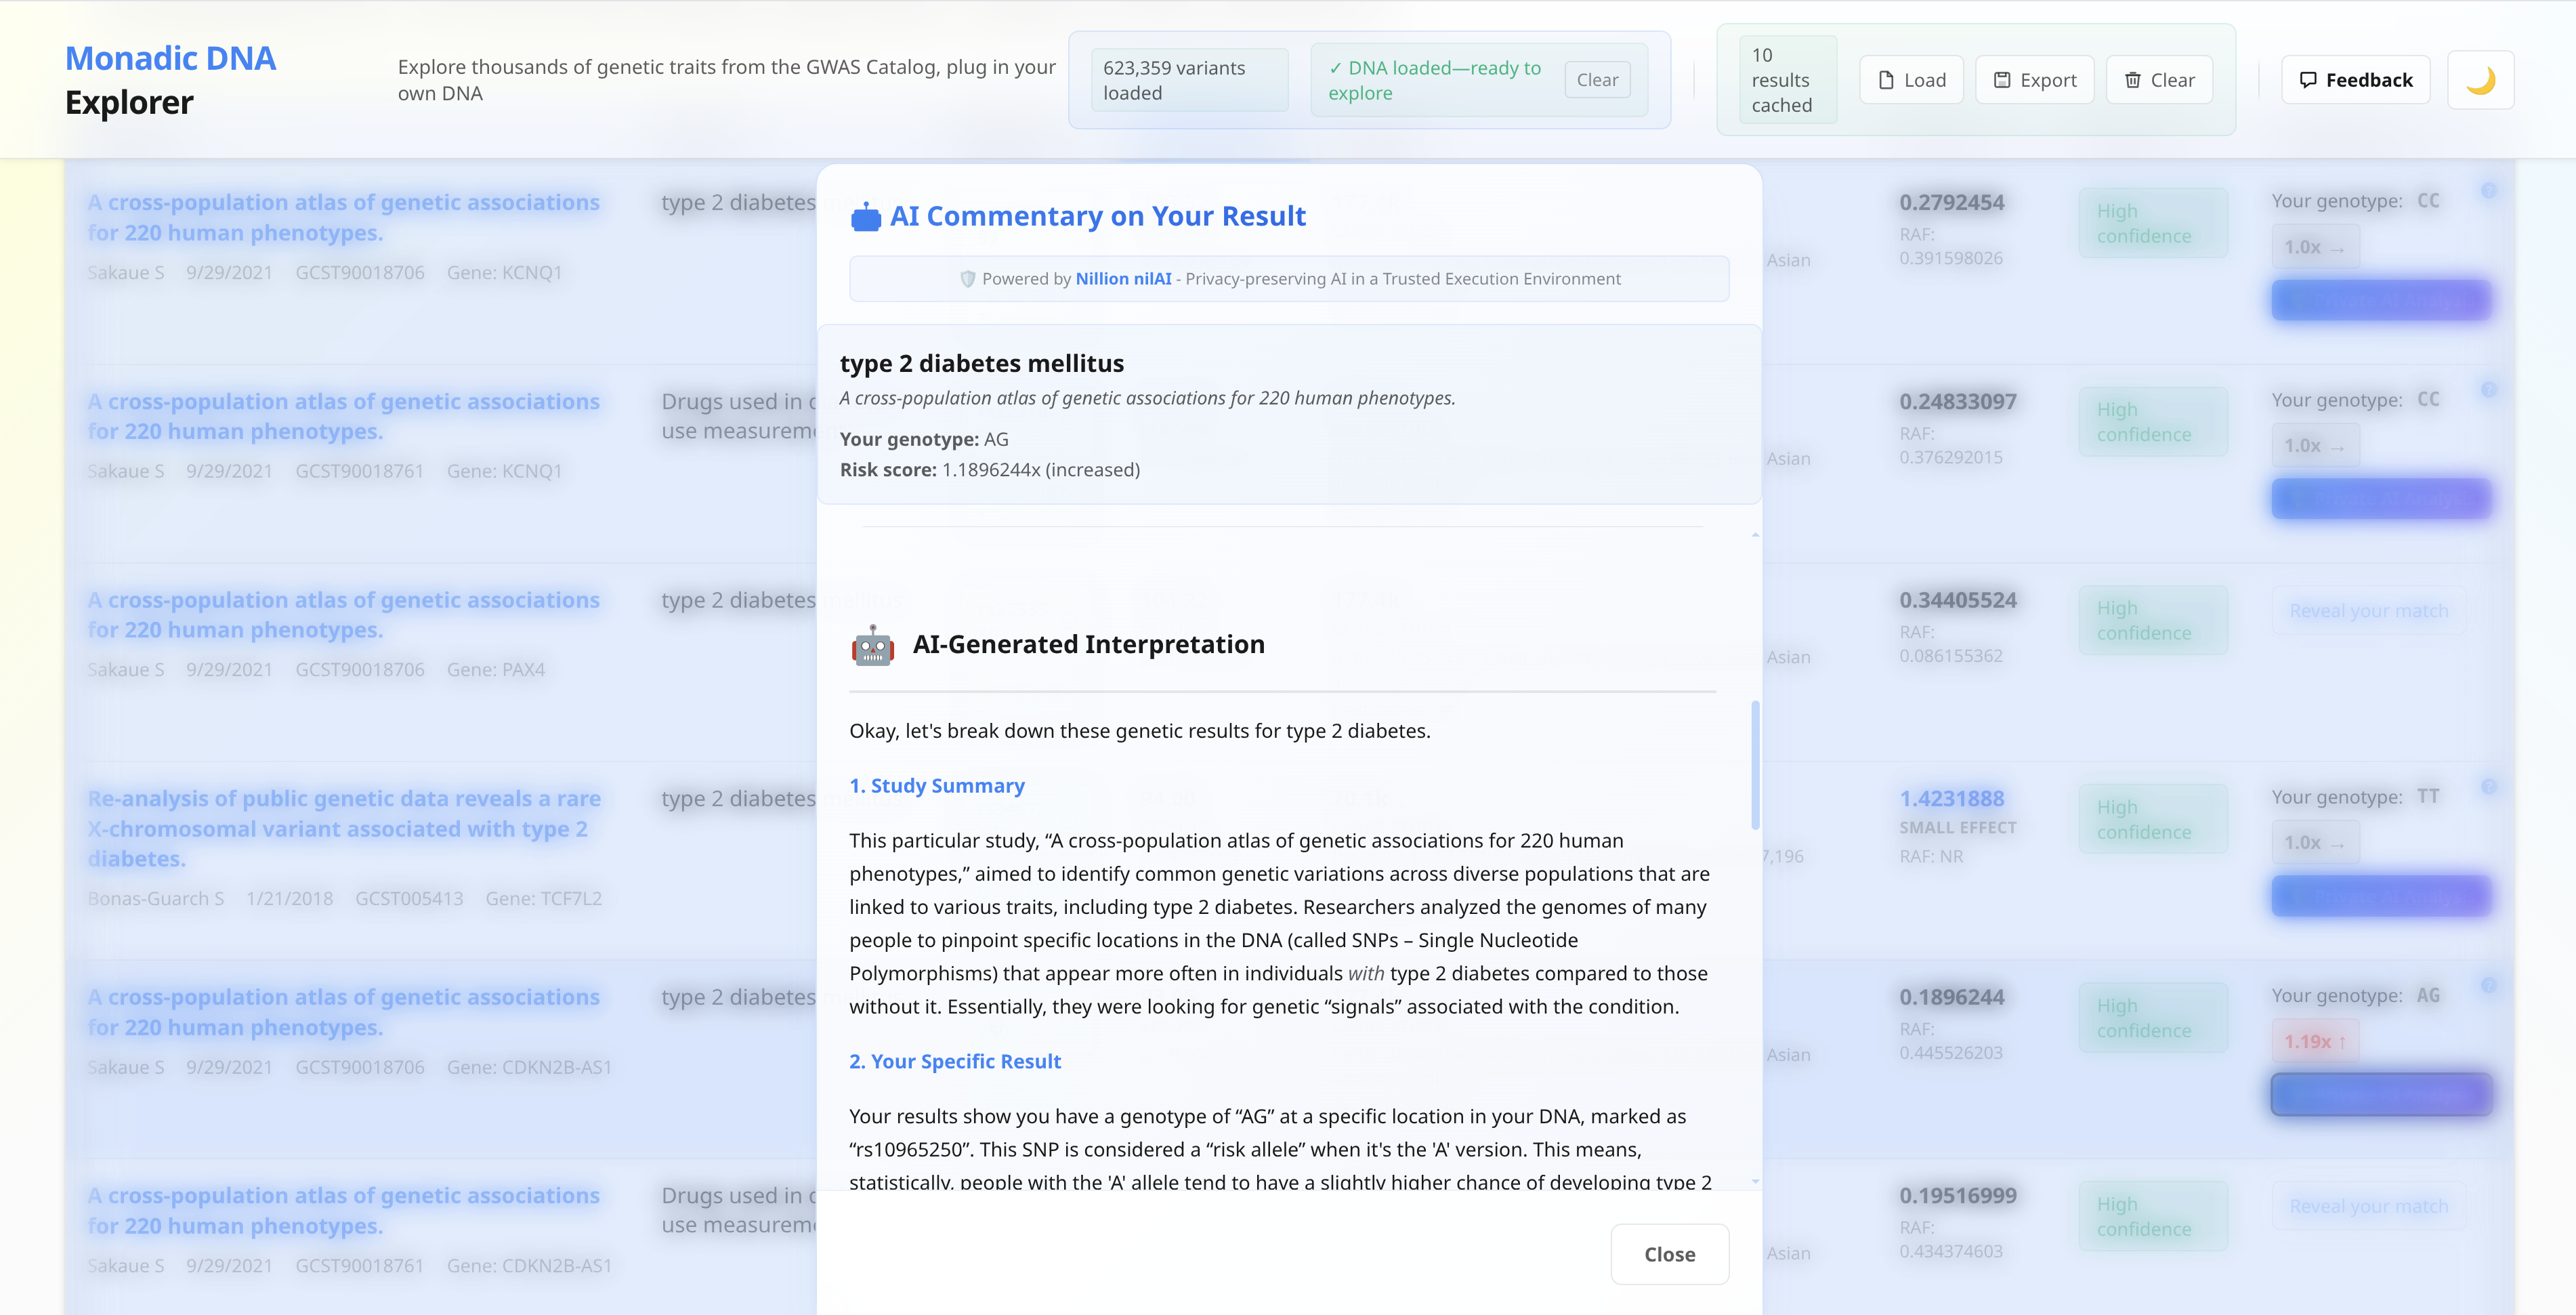 Monadic DNA
Explorer
Explore thousands of genetic traits from the GWAS Catalog, plug in your
own DNA
623,359 variants
loaded
✓ DNA loaded—ready to
explore
Clear
10
results
cached
Load
Export
Clear
Feedback
A cross-population atlas of genetic associations
for 220 human phenotypes.
Sakaue S 9/29/2021 GCST90018706 Gene: KCNQ1
type 2 diabetes
Asian
0.2792454
RAF:
0.391598026
High
confidence
Your genotype: CC
1.0x →
A cross-population atlas of genetic associations
for 220 human phenotypes.
Sakaue S 9/29/2021 GCST90018761 Gene: KCNQ1
Drugs used in
use
Asian
0.24833097
RAF:
0.376292015
High
confidence
Your genotype: CC
1.0x →
A cross-population atlas of genetic associations
for 220 human phenotypes.
Sakaue S 9/29/2021 GCST90018706 Gene: PAX4
type 2 diabetes
Asian
0.34405524
RAF:
0.086155362
High
confidence
Reveal your match
Re-analysis of public genetic data reveals a rare
X-chromosomal variant associated with type 2
diabetes.
Bonas-Guarch S 1/21/2018 GCST005413 Gene: TCF7L2
type 2 diabetes
7,196
1.4231888
SMALL EFFECT
RAF: NR
High
confidence
Your genotype: TT
1.0x →
A cross-population atlas of genetic associations
for 220 human phenotypes.
Sakaue S 9/29/2021 GCST90018706 Gene: CDKN2B-AS1
type 2 diabetes
Asian
0.1896244
RAF:
0.445526203
High
confidence
Your genotype: AG
1.19x ↑
A cross-population atlas of genetic associations
for 220 human phenotypes.
Sakaue S 9/29/2021 GCST90018761 Gene: CDKN2B-AS1
Drugs used in
use
Asian
0.19516999
RAF:
0.434374603
High
confidence
Reveal your match
AI Commentary on Your Result
Powered by Nillion nilAI - Privacy-preserving AI in a Trusted Execution Environment
type 2 diabetes mellitus
A cross-population atlas of genetic associations for 220 human phenotypes.
Your genotype: AG
Risk score: 1.1896244x (increased)
AI-Generated Interpretation
Okay, let's break down these genetic results for type 2 diabetes.
1. Study Summary
This particular study, “A cross-population atlas of genetic associations for 220 human
phenotypes,” aimed to identify common genetic variations across diverse populations that are
linked to various traits, including type 2 diabetes. Researchers analyzed the genomes of many
people to pinpoint specific locations in the DNA (called SNPs – Single Nucleotide
Polymorphisms) that appear more often in individuals with type 2 diabetes compared to those
without it. Essentially, they were looking for genetic “signals” associated with the condition.
2. Your Specific Result
Your results show you have a genotype of “AG” at a specific location in your DNA, marked as
“rs10965250”. This SNP is considered a “risk allele” when it's the 'A' version. This means,
statistically, people with the 'A' allele tend to have a slightly higher chance of developing type 2
Close